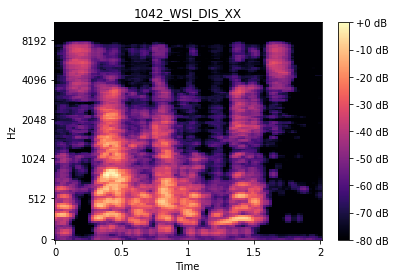 1042_WSI_DIS_XX
8192
4096
2048
1024
512
0
Hz
0
0.5
1
1.5
2
Time
+0 dB
-10 dB
-20 dB
-30 dB
-40 dB
-50 dB
-60 dB
-70 dB
-80 dB